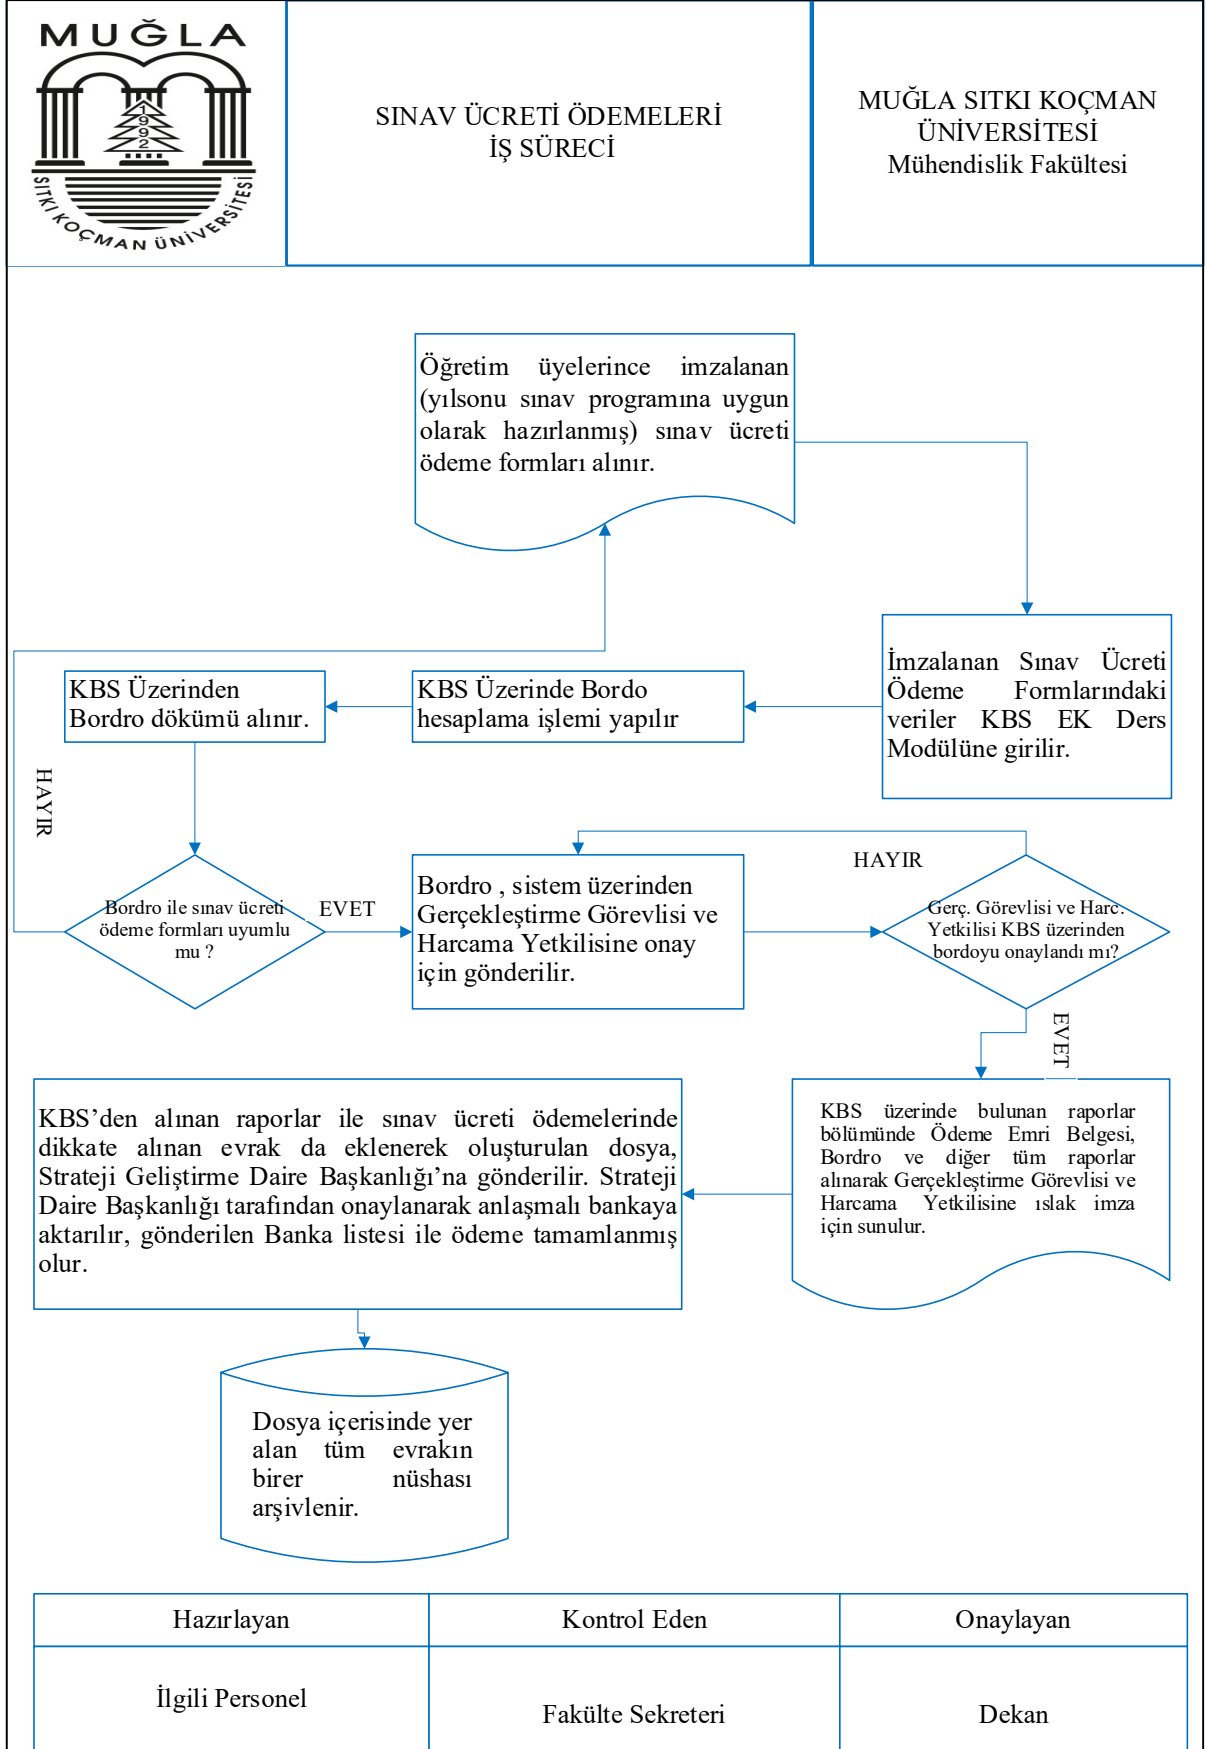 MUĞLA
1992
SITKI KOÇMAN ÜNİVERSİTESİ
SINAV ÜCRETİ ÖDEMELERİ
İŞ SÜRECİ
MUĞLA SITKI KOÇMAN
ÜNİVERSİTESİ
Mühendislik Fakültesi
Öğretim üyelerince imzalanan
(yılsonu sınav programına uygun
olarak hazırlanmış) sınav ücreti
ödeme formları alınır.
İmzalanan Sınav Ücreti
Ödeme Formlarındaki
veriler KBS EK Ders
Modülüne girilir.
KBS Üzerinde Bordo
hesaplama işlemi yapılır
KBS Üzerinden
Bordro dökümü alınır.
HAYIR
Bordro ile sınav ücreti
ödeme formları uyumlu
mu ?
EVET
Bordro , sistem üzerinden
Gerçekleştirme Görevlisi ve
Harcama Yetkilisine onay
için gönderilir.
HAYIR
Gerç. Görevlisi ve Harc.
Yetkilisi KBS üzerinden
bordoyu onaylandı mı?
EVET
KBS üzerinde bulunan raporlar
bölümünde Ödeme Emri Belgesi,
Bordro ve diğer tüm raporlar
alınarak Gerçekleştirme Görevlisi ve
Harcama Yetkilisine ıslak imza
için sunulur.
KBS’den alınan raporlar ile sınav ücreti ödemelerinde
dikkate alınan evrak da eklenerek oluşturulan dosya,
Strateji Geliştirme Daire Başkanlığı’na gönderilir. Strateji
Daire Başkanlığı tarafından onaylanarak anlaşmalı bankaya
aktarılır, gönderilen Banka listesi ile ödeme tamamlanmış
olur.
Dosya içerisinde yer
alan tüm evrakın
birer nüshası
arşivlenir.
Hazırlayan
Kontrol Eden
Onaylayan
İlgili Personel
Fakülte Sekreteri
Dekan